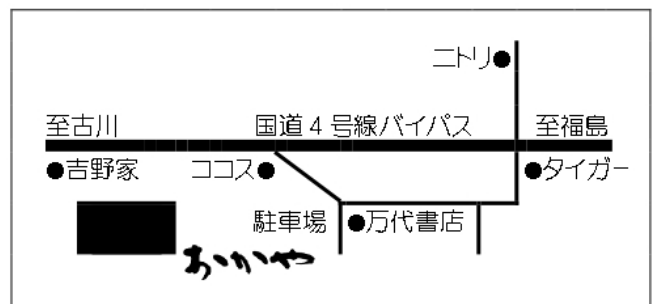 ニトリ●
至古川 国道4号線バイパス 至福島
●吉野家 ココス● ●タイガー
駐車場 ●万代書店
おかや